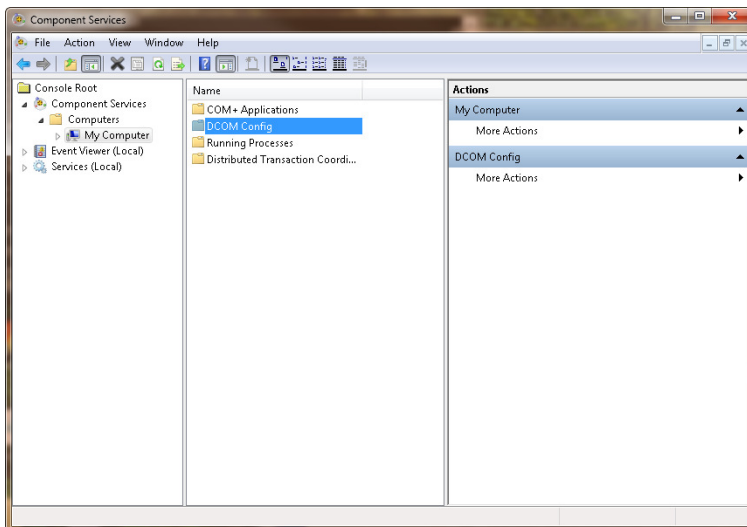 Component Services
File Action View Window Help
Console Root
Component Services
Computers
My Computer
Event Viewer (Local)
Services (Local)
Name
COM+ Applications
DCOM Config
Running Processes
Distributed Transaction Coordi...
Actions
My Computer
More Actions
DCOM Config
More Actions